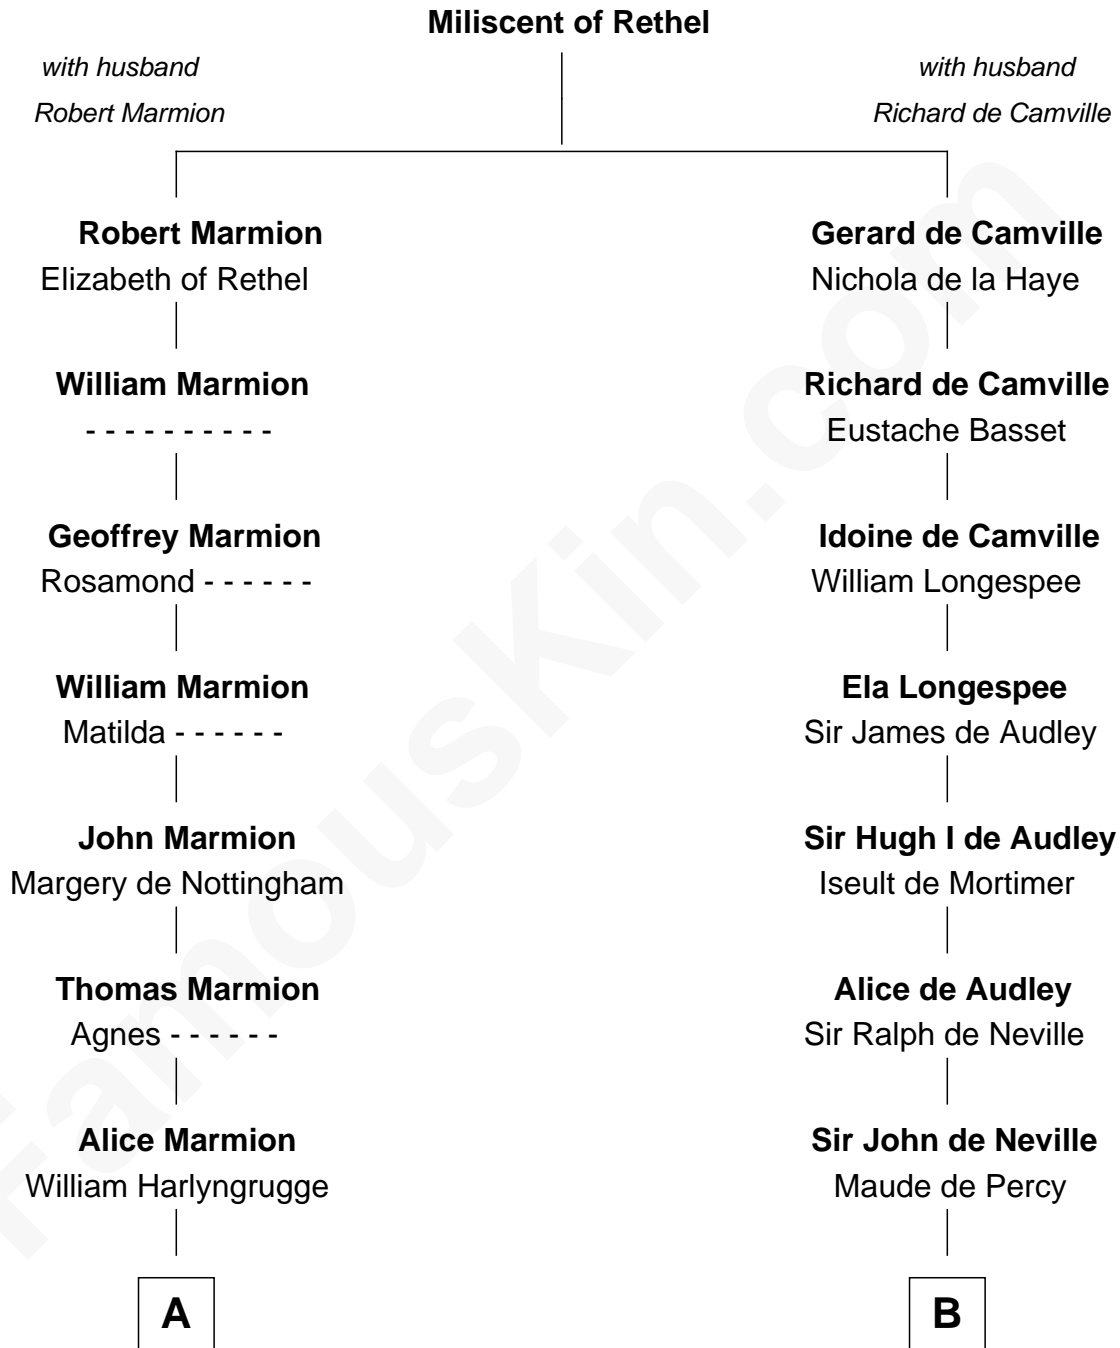 Miliscent of Rethel
with husband
Robert Marmion
with husband
Richard de Camville
Robert Marmion
Elizabeth of Rethel
Gerard de Camville
Nichola de la Haye
William Marmion
- - - - - - - - - -
Richard de Camville
Eustache Basset
Geoffrey Marmion
Rosamond - - - - - -
Idoine de Camville
William Longespee
William Marmion
Matilda - - - - - -
Ela Longespee
Sir James de Audley
John Marmion
Margery de Nottingham
Sir Hugh I de Audley
Iseult de Mortimer
Thomas Marmion
Agnes - - - - - -
Alice de Audley
Sir Ralph de Neville
Alice Marmion
William Harlyngrugge
Sir John de Neville
Maude de Percy
A
B
FamousKin.com